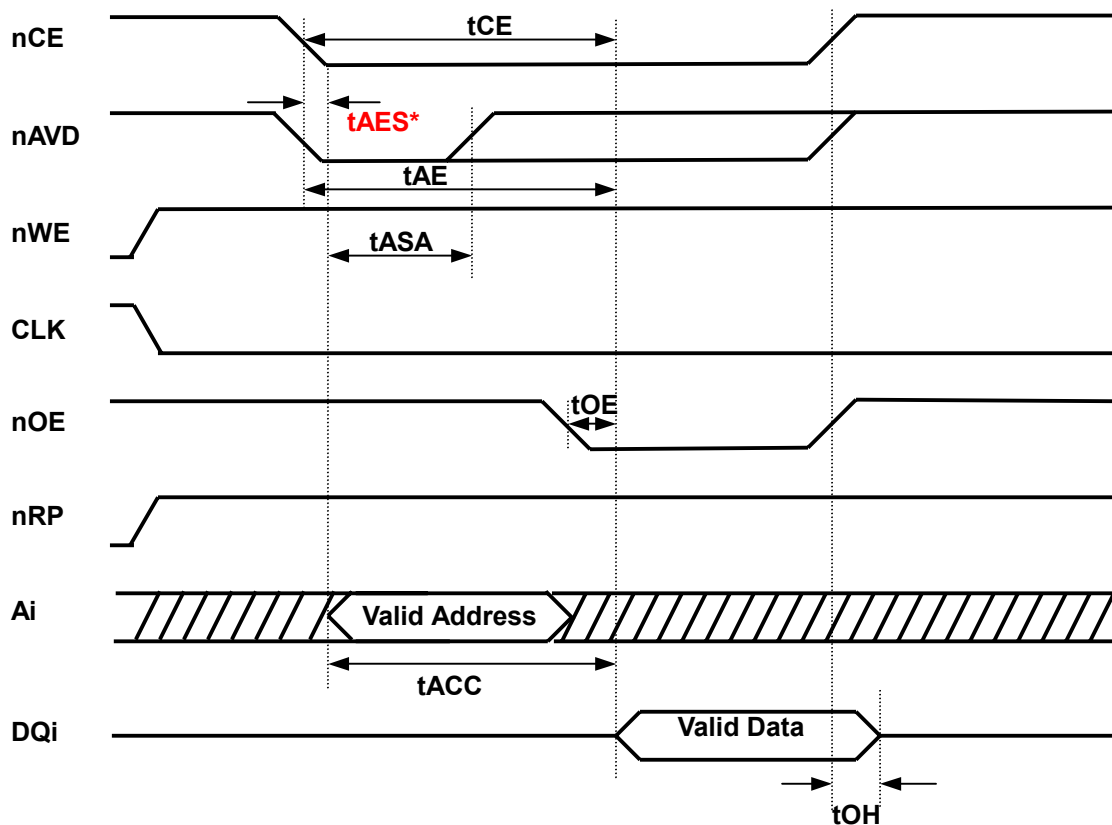 nCE
tCE
tAES*
nAVD
tAE
nWE
tASA
CLK
nOE
tOE
nRP
Ai
Valid Address
tACC
DQi
Valid Data
tOH